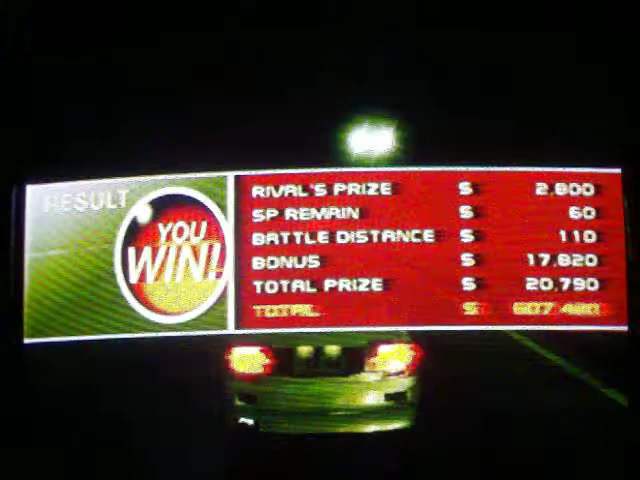 RESULT
YOU
WIN!
RIVAL'S PRIZE $ 2,800
SP REMAIN $ 60
BATTLE DISTANCE $ 110
BONUS $ 17,820
TOTAL PRIZE $ 20,790
TOTAL $